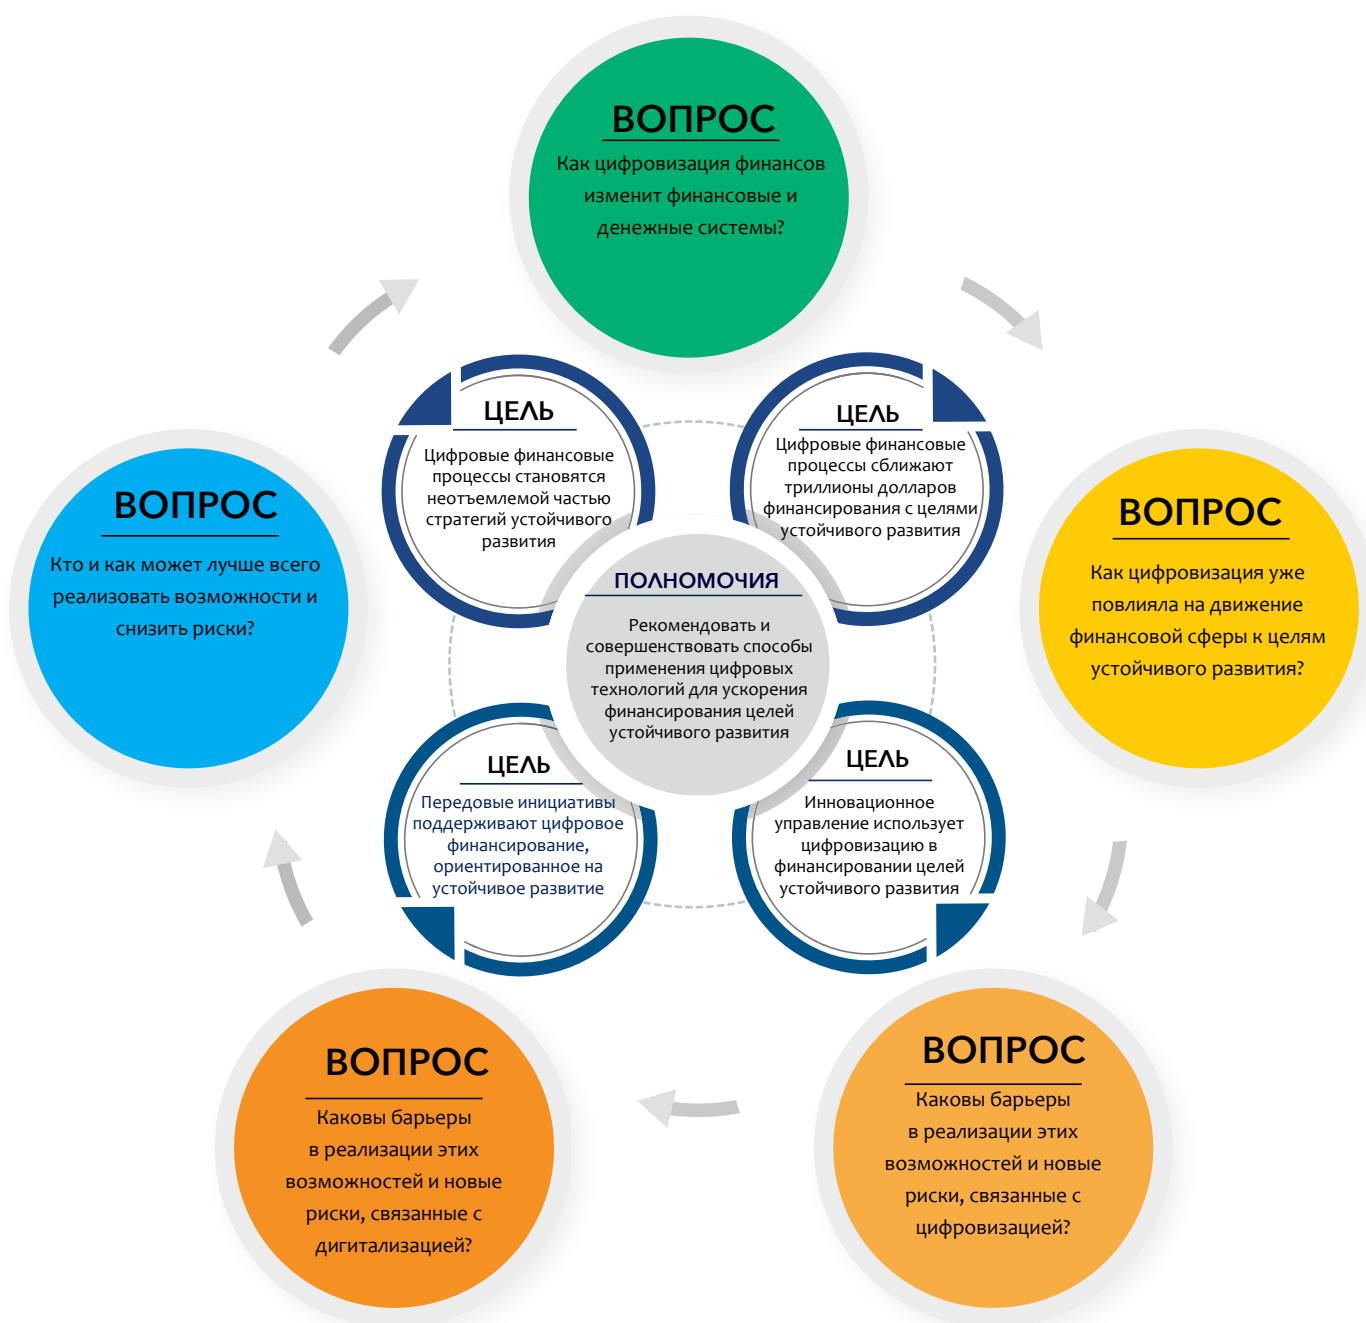 ВОПРОС
Как цифровизация финансов
изменит финансовые и
денежные системы?
ЦЕЛЬ
Цифровые финансовые
процессы становятся
неотъемлемой частью
стратегий устойчивого
развития
ЦЕЛЬ
Цифровые финансовые
процессы сближают
триллионы долларов
финансирования с целями
устойчивого развития
ВОПРОС
Кто и как может лучше всего
реализовать возможности и
снизить риски?
ВОПРОС
Как цифровизация уже
повлияла на движение
финансовой сферы к целям
устойчивого развития?
ПОЛНОМОЧИЯ
Рекомендовать и
совершенствовать способы
применения цифровых
технологий для ускорения
финансирования целей
устойчивого развития
ЦЕЛЬ
Передовые инициативы
поддерживают цифровое
финансирование,
ориентированное на
устойчивое развитие
ЦЕЛЬ
Инновационное
управление использует
цифровизацию в
финансировании целей
устойчивого развития
ВОПРОС
Каковы барьеры
в реализации этих
возможностей и новые
риски, связанные с
дигитализацией?
ВОПРОС
Каковы барьеры
в реализации этих
возможностей и новые
риски, связанные с
цифровизацией?